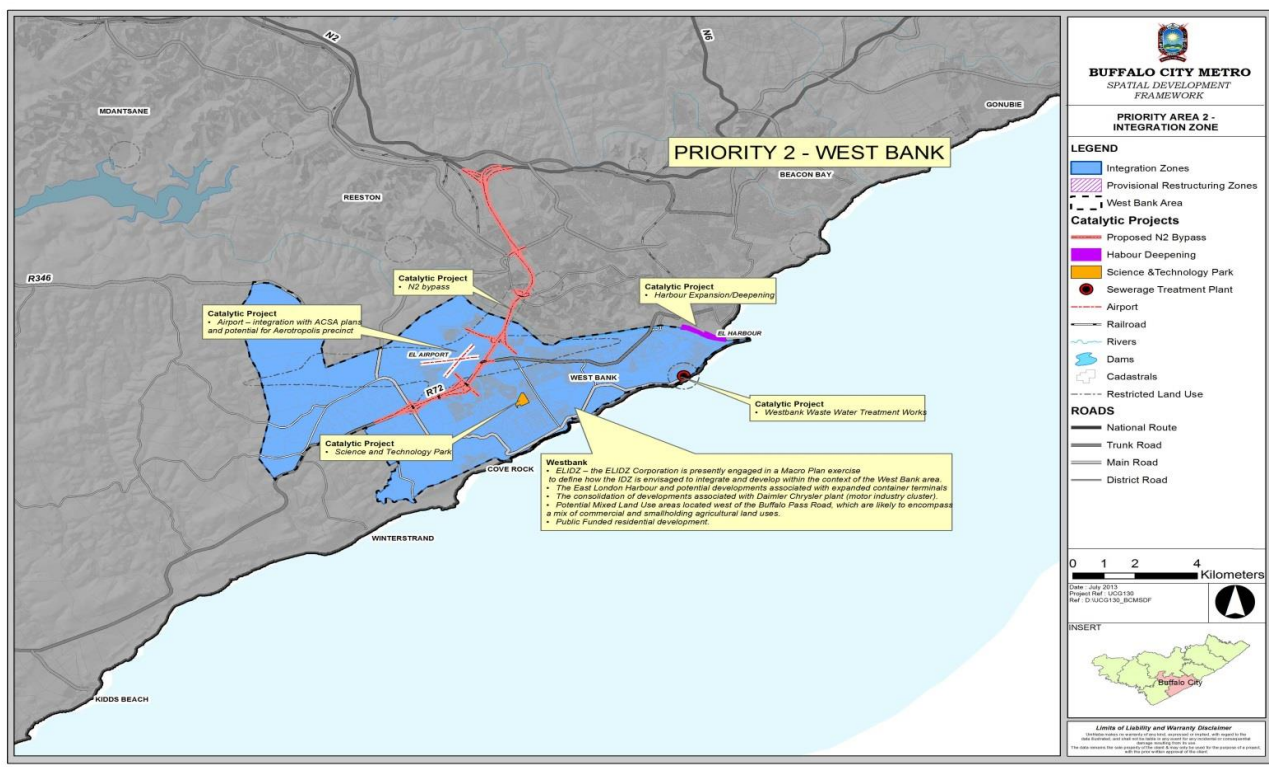 N2
N6
MDANTSANE
GONUBIE
PRIORITY 2 - WEST BANK
BEACON BAY
REESTON
R346
Catalytic Project
• N2 bypass
Catalytic Project
• Harbour Expansion/Deepening
Catalytic Project
• Airport – integration with ACSA plans
and potential for Aerotropolis precinct
EL HARBOUR
EL AIRPORT
WEST BANK
R72
Catalytic Project
• Westbank Waste Water Treatment Works
Catalytic Project
• Science and Technology Park
COVE ROCK
Westbank
• ELIDZ – the ELIDZ Corporation is presently engaged in a Macro Plan exercise
to define how the IDZ is envisaged to integrate and develop within the context of the West Bank area.
• The East London Harbour and potential developments associated with expanded container terminals
• The consolidation of developments associated with Daimler Chrysler plant (motor industry cluster).
• Potential Mixed Land Use areas located west of the Buffalo Pass Road, which are likely to encompass
a mix of commercial and smallholding agricultural land uses.
• Public Funded residential development.
WINTERSTRAND
KIDDS BEACH
BUFFALO CITY METRO
SPATIAL DEVELOPMENT
FRAMEWORK
PRIORITY AREA 2 -
INTEGRATION ZONE
LEGEND
Integration Zones
Provisional Restructuring Zones
West Bank Area
Catalytic Projects
Proposed N2 Bypass
Habour Deepening
Science &Technology Park
Sewerage Treatment Plant
Airport
Railroad
Rivers
Dams
Cadastrals
Restricted Land Use
ROADS
National Route
Trunk Road
Main Road
District Road
0 1 2 4
Kilometers
Date : July 2013
Project Ref : UCG130
Ref : D:\UCG130_BCMSDF
INSERT
Buffalo City
Limits of Liability and Warranty Disclaimer